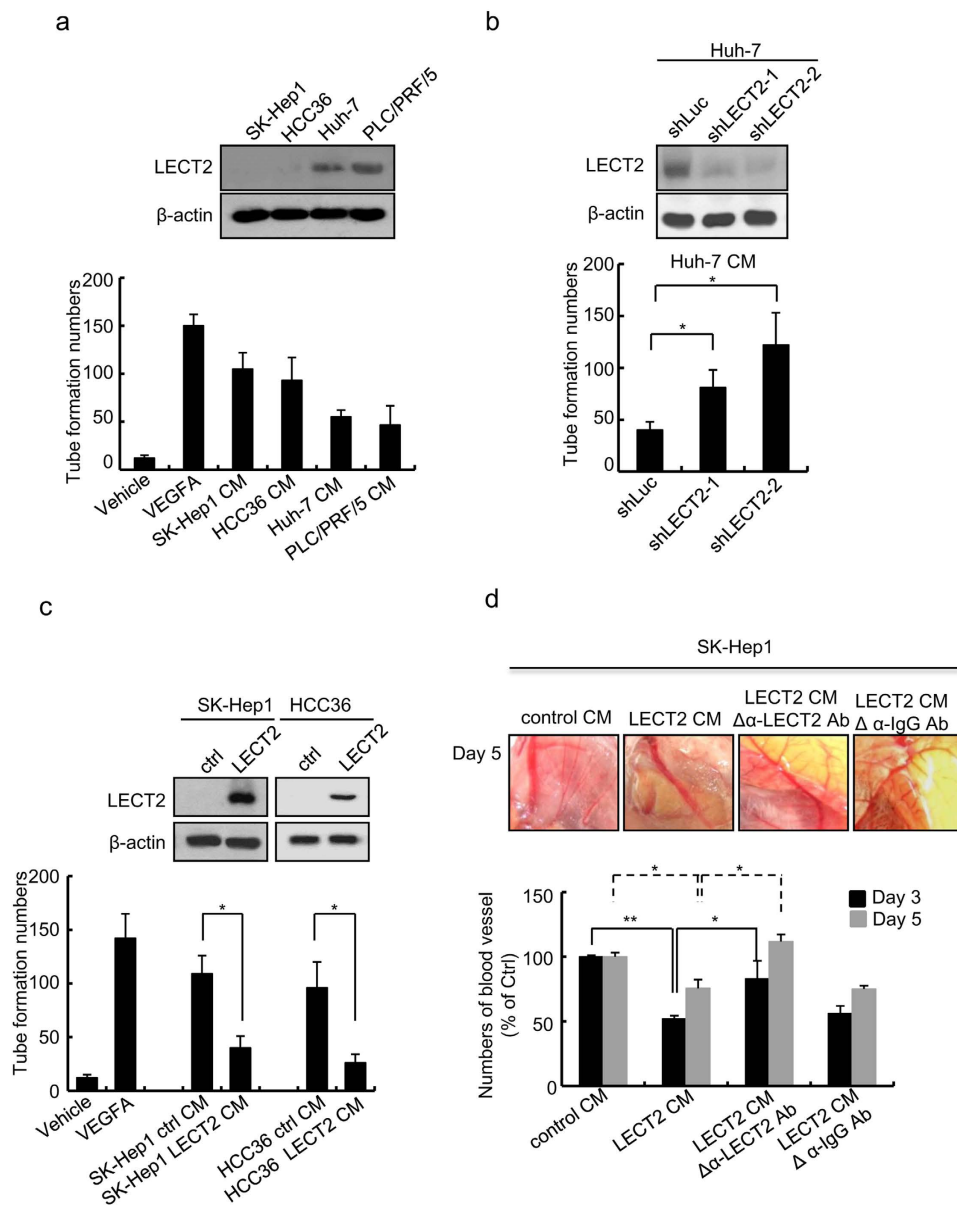 a
SK-Hep1
HCC36
Huh-7
PLC/PRF/5
LECT2
β-actin
Tube formation numbers
200
150
100
50
0
Vehicle
VEGFA
SK-Hep1 CM
HCC36 CM
Huh-7 CM
PLC/PRF/5 CM
b
Huh-7
shLuc
shLECT2-1
shLECT2-2
LECT2
β-actin
Huh-7 CM
Tube formation numbers
200
150
100
50
0
*
*
shLuc
shLECT2-1
shLECT2-2
c
SK-Hep1
HCC36
ctrl
LECT2
ctrl
LECT2
LECT2
β-actin
Tube formation numbers
200
150
100
50
0
*
*
Vehicle
VEGFA
SK-Hep1 ctrl CM
SK-Hep1 LECT2 CM
HCC36 ctrl CM
HCC36 LECT2 CM
d
SK-Hep1
control CM
LECT2 CM
LECT2 CM
Δα-LECT2 Ab
LECT2 CM
Δ α-IgG Ab
Day 5
Numbers of blood vessel
(% of Ctrl)
150
100
50
0
*
*
**
*
Day 3
Day 5
control CM
LECT2 CM
LECT2 CM
Δα-LECT2 Ab
LECT2 CM
Δ α-IgG Ab